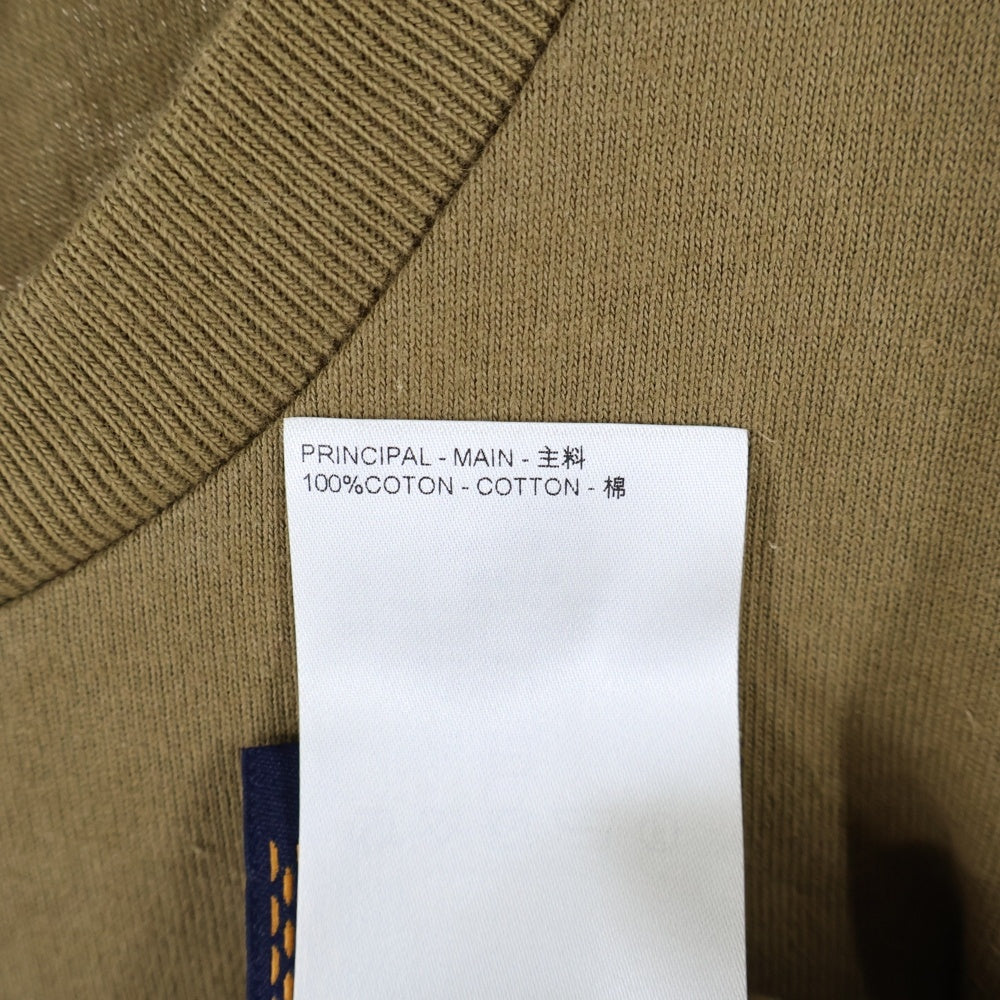 PRINCIPAL - MAIN - 主料
100%COTON - COTTON - 棉